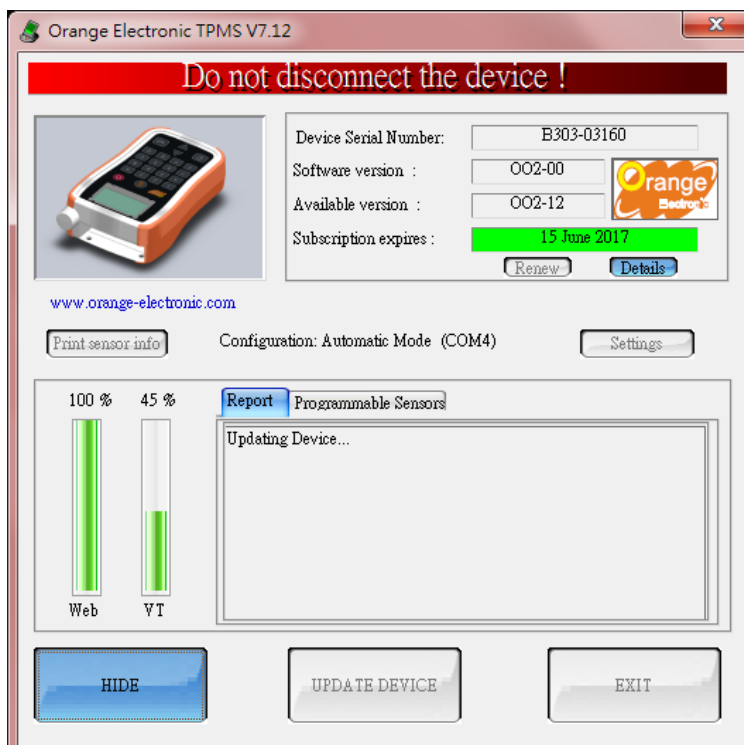 Orange Electronic TPMS V7.12
Do not disconnect the device !
Device Serial Number: B303-03160
Software version : OO2-00
Available version : OO2-12
Orange
Electronic
Subscription expires : 15 June 2017
Renew Details
www.orange-electronic.com
Print sensor info Configuration: Automatic Mode (COM4) Settings
100 % 45 % Report Programmable Sensors
Updating Device...
Web VT
HIDE UPDATE DEVICE EXIT